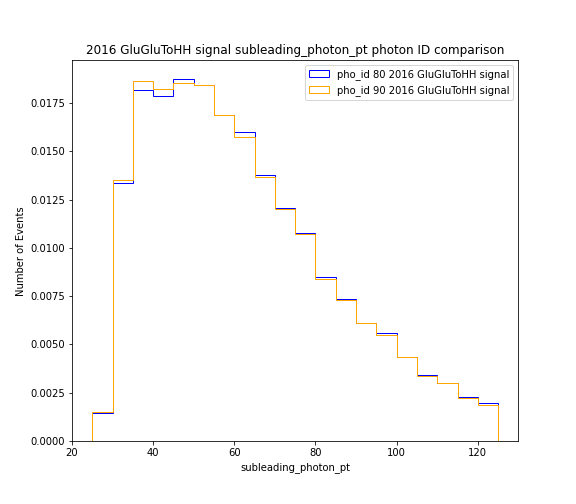 2016 GluGluToHH signal subleading_photon_pt photon ID comparison
pho_id 80 2016 GluGluToHH signal
pho_id 90 2016 GluGluToHH signal
Number of Events
0.0175
0.0150
0.0125
0.0100
0.0075
0.0050
0.0025
0.0000
20 40 60 80 100 120
subleading_photon_pt